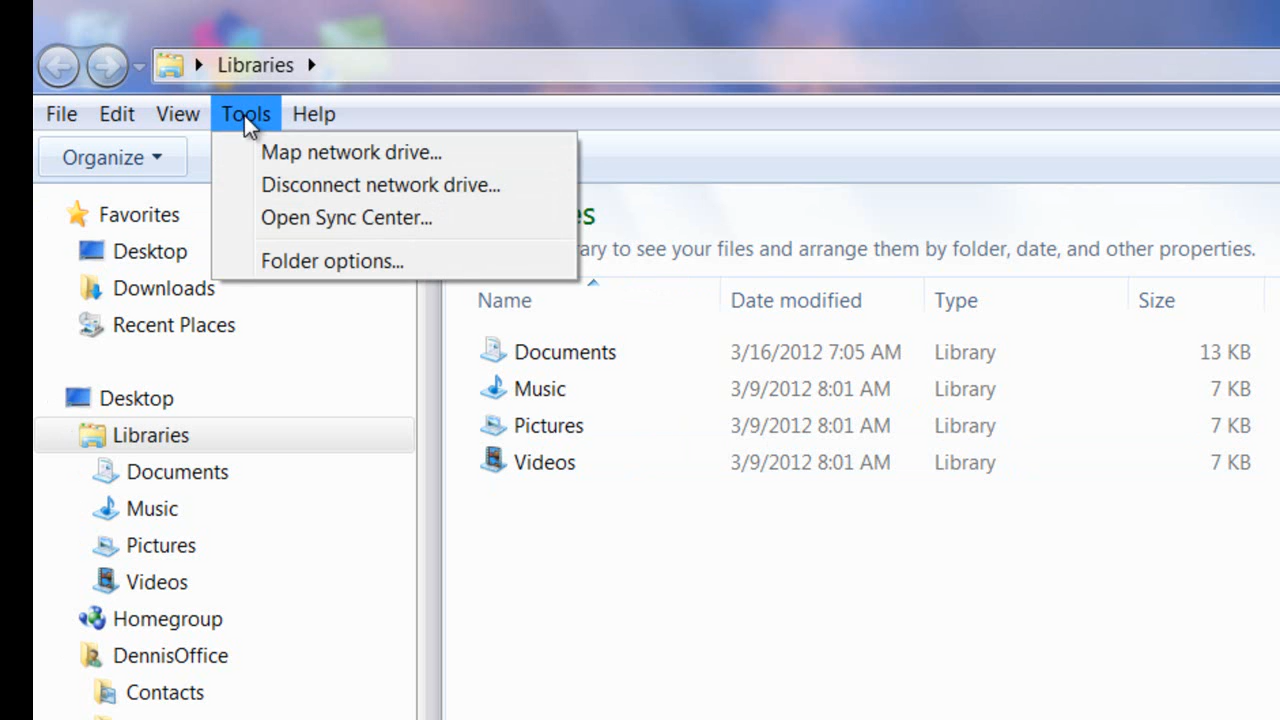 Libraries
File Edit View Tools Help
Map network drive...
Disconnect network drive...
Open Sync Center...
Folder options...
Organize
es
ary to see your files and arrange them by folder, date, and other properties.
Favorites
Desktop
Downloads
Recent Places
Desktop
Libraries
Documents
Music
Pictures
Videos
Homegroup
DennisOffice
Contacts
Name Date modified Type Size
Documents 3/16/2012 7:05 AM Library 13 KB
Music 3/9/2012 8:01 AM Library 7 KB
Pictures 3/9/2012 8:01 AM Library 7 KB
Videos 3/9/2012 8:01 AM Library 7 KB